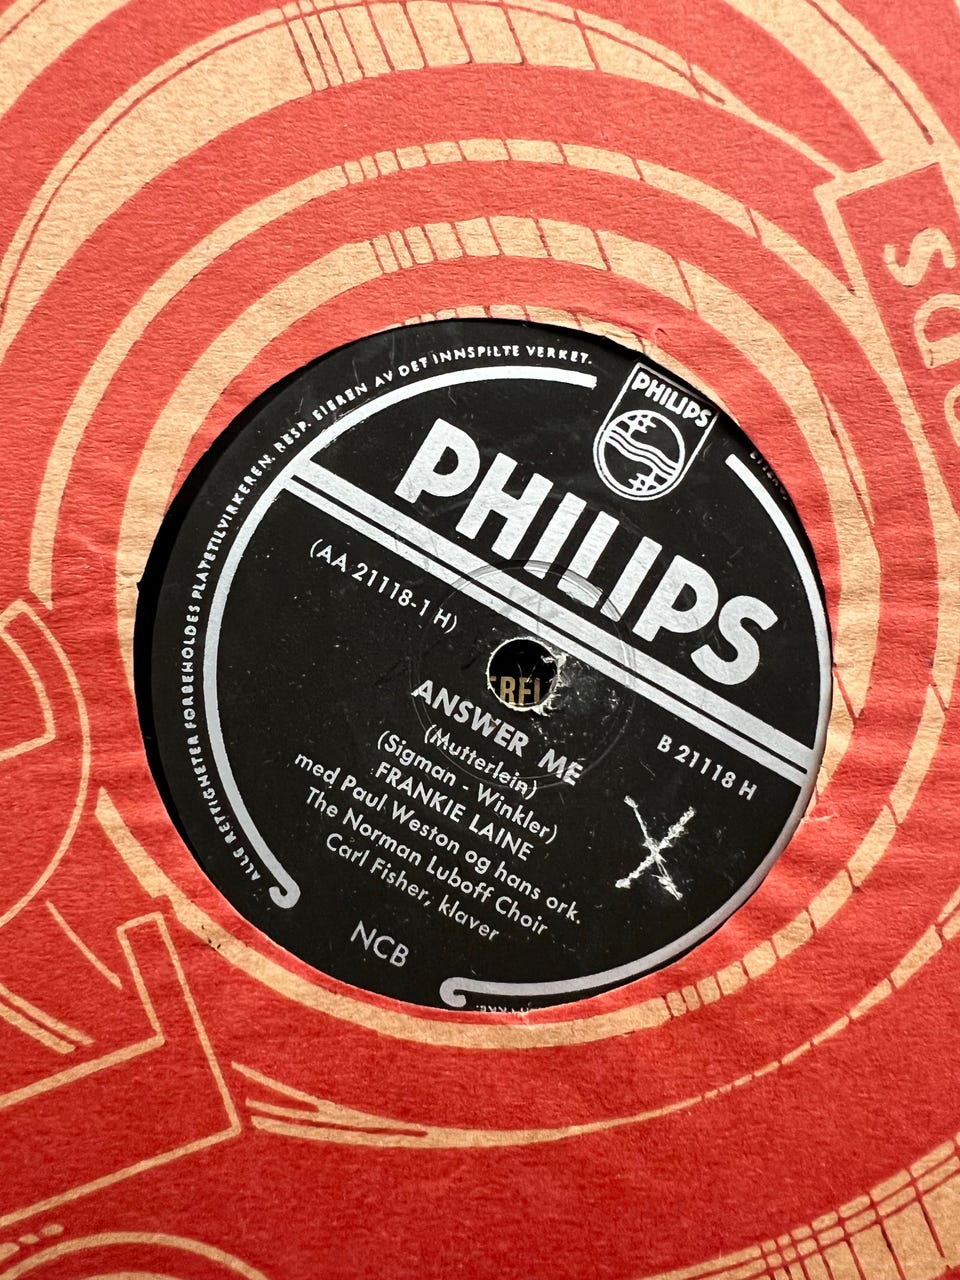 ALLE RETTIGHETER FORBEHOLDES PLATETILVIRKEREN, RESP. EIEREN AV DET INNSPILTE VERKET.
PHILIPS
PHILIPS
(AA 21118-1 H)
B 21118 H
ANSWER ME
(Mutterlein)
(Sigman - Winkler)
FRANKIE LAINE
med Paul Weston og hans ork.
The Norman Luboff Choir
Carl Fisher, klaver
NCB